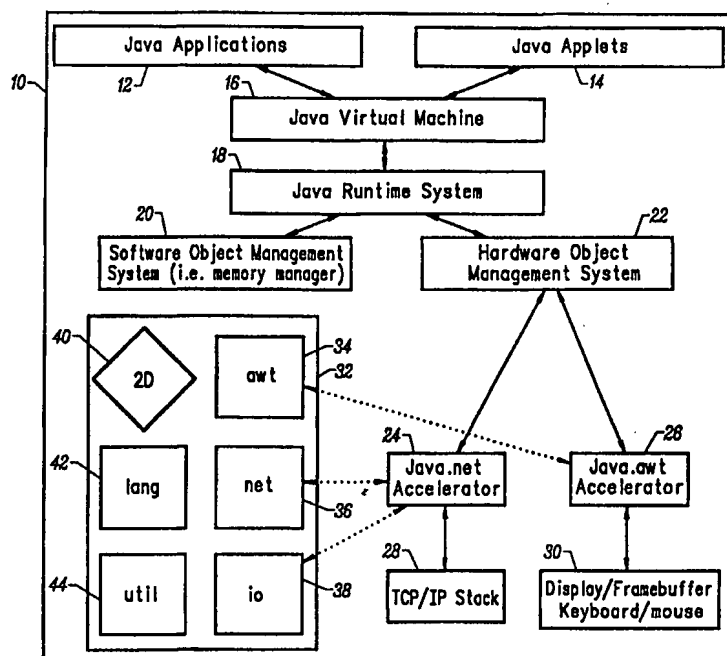 Java Applications
Java Applets
10
12
16
14
Java Virtual Machine
18
Java Runtime System
20
22
Software Object Management
System (i.e. memory manager)
Hardware Object
Management System
40
2D
awt
34
32
42
lang
net
36
24
Java.net
Accelerator
26
Java.awt
Accelerator
44
util
io
38
28
TCP/IP Stack
30
Display/Framebuffer
Keyboard/mouse